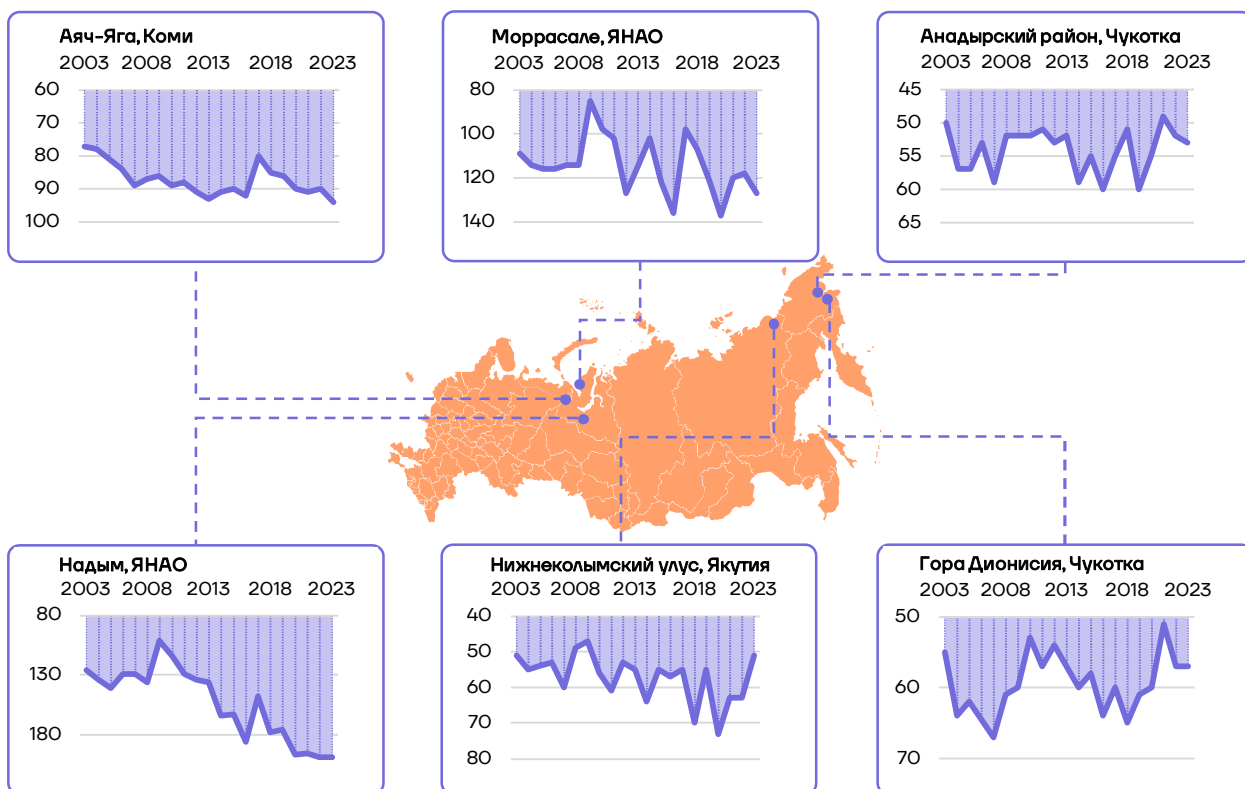 Аяч-Яга, Коми
2003 2008 2013 2018 2023
60
70
80
90
100
Моррасале, ЯНАО
2003 2008 2013 2018 2023
80
100
120
140
Анадырский район, Чукотка
2003 2008 2013 2018 2023
45
50
55
60
65
Надым, ЯНАО
2003 2008 2013 2018 2023
80
130
180
Нижнеколымский улус, Якутия
2003 2008 2013 2018 2023
40
50
60
70
80
Гора Дионисия, Чукотка
2003 2008 2013 2018 2023
50
60
70